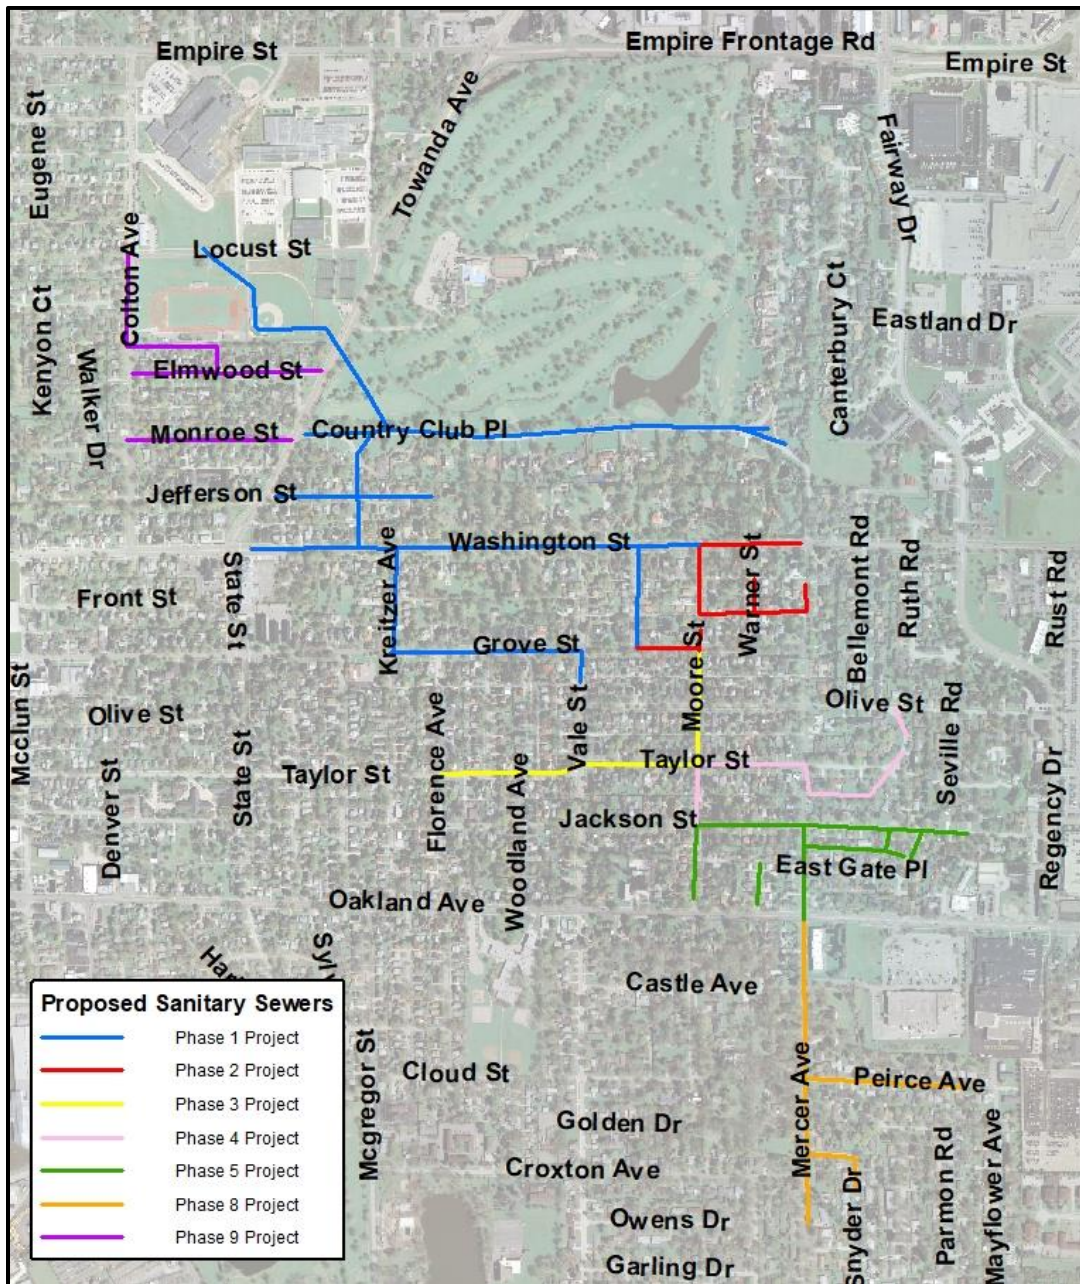 Empire St
Empire Frontage Rd
Empire St
Eugene St
Towanda Ave
Fairway Dr
Colton Ave
Locust St
Kenyon Ct
Canterbury Ct
Eastland Dr
Walker Dr
Elmwood St
Monroe St
Country Club Pl
Jefferson St
Washington St
Front St
State St
Kreitzer Ave
Grove St
Warner St
Bellemont Rd
Ruth Rd
Rust Rd
Mcclun St
Olive St
Moore St
Olive St
Vale St
Seville Rd
Florence Ave
State St
Taylor St
Taylor St
Denver St
Woodland Ave
Jackson St
Regency Dr
East Gate Pl
Oakland Ave
Castle Ave
Mcgregor St
Cloud St
Mercer Ave
Peirce Ave
Golden Dr
Croxton Ave
Parmon Rd
Mayflower Ave
Owens Dr
Snyder Dr
Garling Dr
Proposed Sanitary Sewers
Phase 1 Project
Phase 2 Project
Phase 3 Project
Phase 4 Project
Phase 5 Project
Phase 8 Project
Phase 9 Project